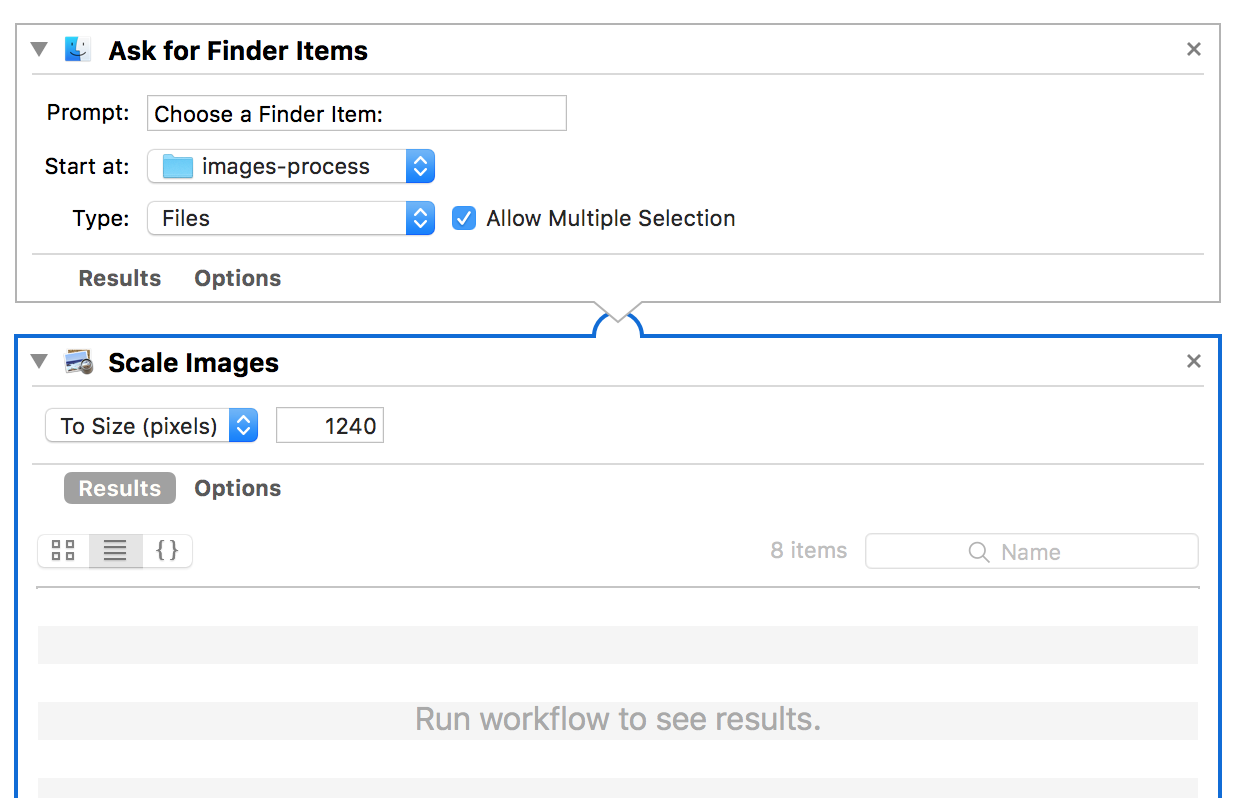 Ask for Finder Items
Prompt: Choose a Finder Item:
Start at: images-process
Type: Files Allow Multiple Selection
Results Options
Scale Images
To Size (pixels) 1240
Results Options
{} 8 items Name
Run workflow to see results.